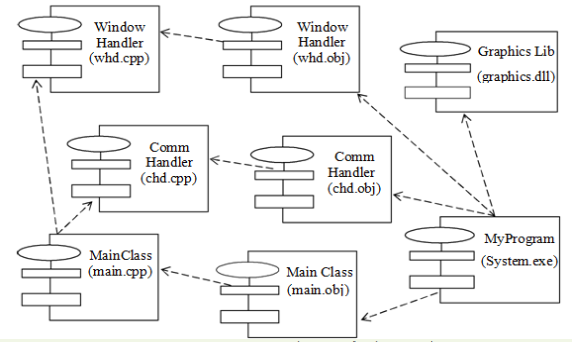 Window
Handler
(whd.cpp)
Window
Handler
(whd.obj)
Graphics Lib
(graphics.dll)
Comm
Handler
(chd.cpp)
Comm
Handler
(chd.obj)
MainClass
(main.cpp)
Main Class
(main.obj)
MyProgram
(System.exe)